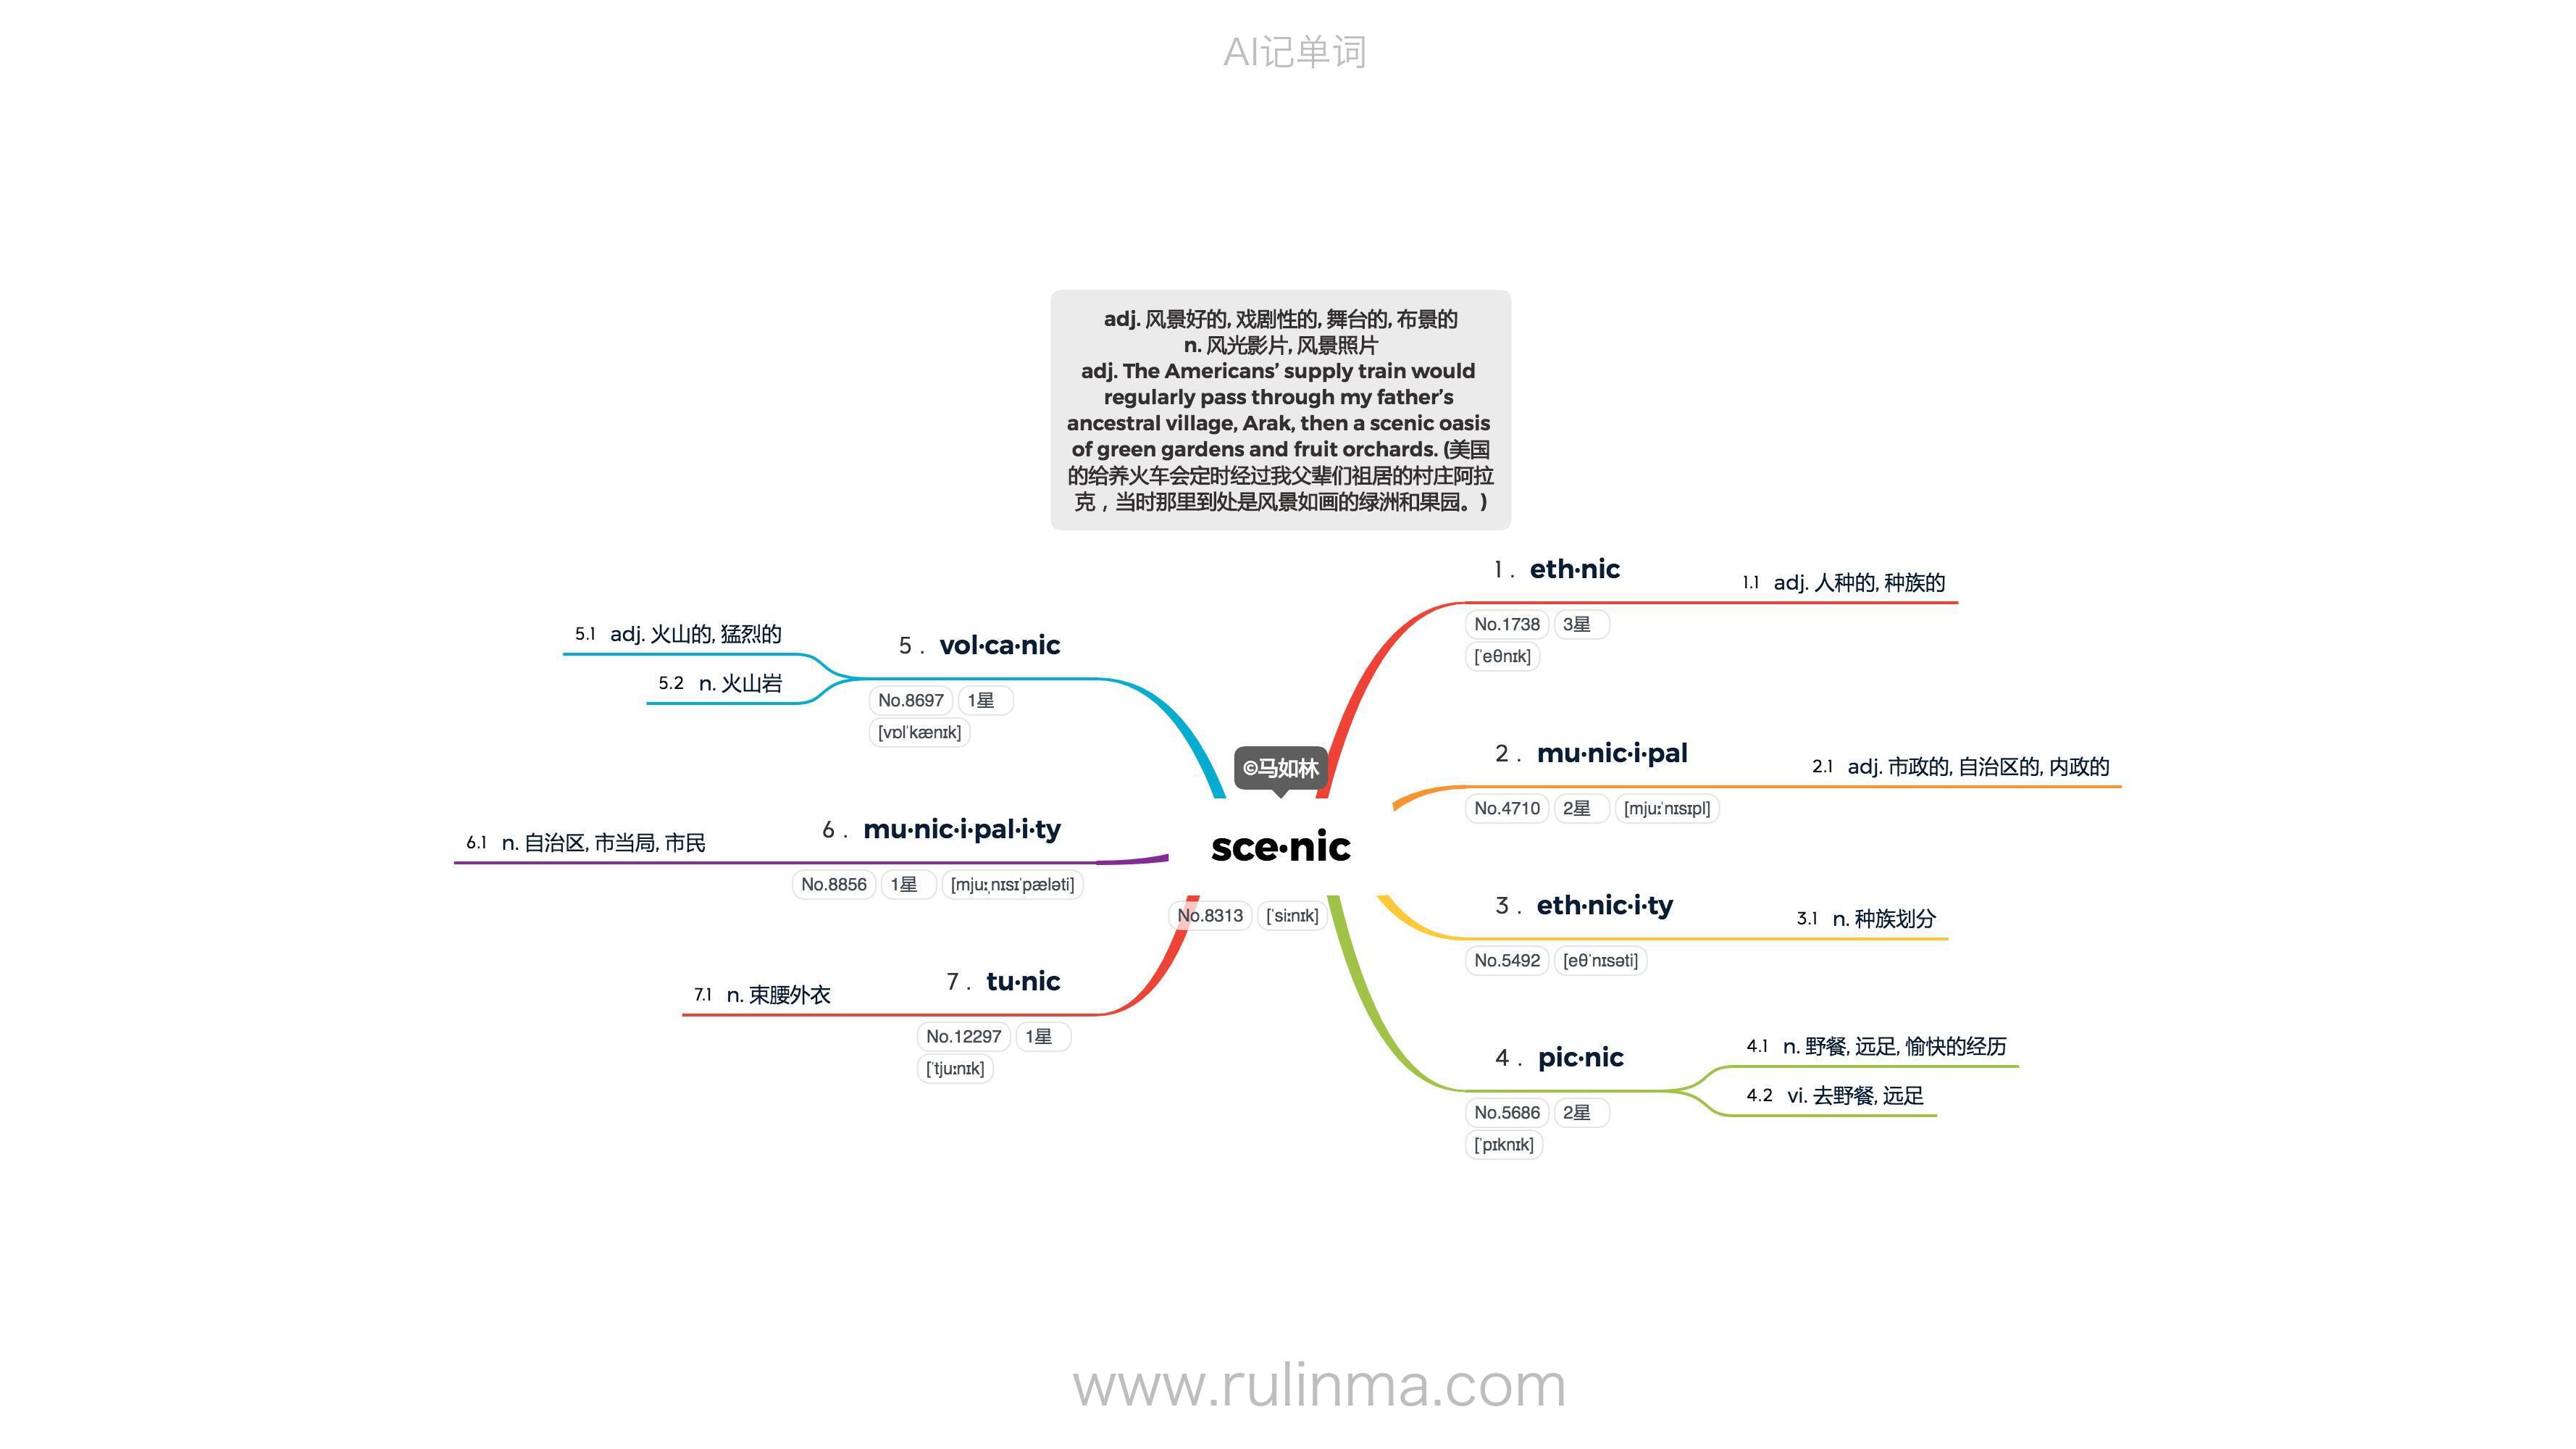 AI记单词
adj. 风景好的, 戏剧性的, 舞台的, 布景的
n. 风光影片, 风景照片
adj. The Americans’ supply train would
regularly pass through my father’s
ancestral village, Arak, then a scenic oasis
of green gardens and fruit orchards. (美国
的给养火车会定时经过我父辈们祖居的村庄阿拉
克，当时那里到处是风景如画的绿洲和果园。)
©马如林
sce·nic
No.8313 [ˈsiːnɪk]
1 . eth·nic
No.1738 3星
[ˈeθnɪk]
1.1 adj. 人种的, 种族的
2 . mu·nic·i·pal
No.4710 2星 [mjuːˈnɪsɪpl]
2.1 adj. 市政的, 自治区的, 内政的
3 . eth·nic·i·ty
No.5492 [eθˈnɪsəti]
3.1 n. 种族划分
4 . pic·nic
No.5686 2星
[ˈpɪknɪk]
4.1 n. 野餐, 远足, 愉快的经历
4.2 vi. 去野餐, 远足
5 . vol·ca·nic
No.8697 1星
[vɒlˈkænɪk]
5.1 adj. 火山的, 猛烈的
5.2 n. 火山岩
6 . mu·nic·i·pal·i·ty
No.8856 1星 [mjuːˌnɪsɪˈpæləti]
6.1 n. 自治区, 市当局, 市民
7 . tu·nic
No.12297 1星
[ˈtjuːnɪk]
7.1 n. 束腰外衣
www.rulinma.com